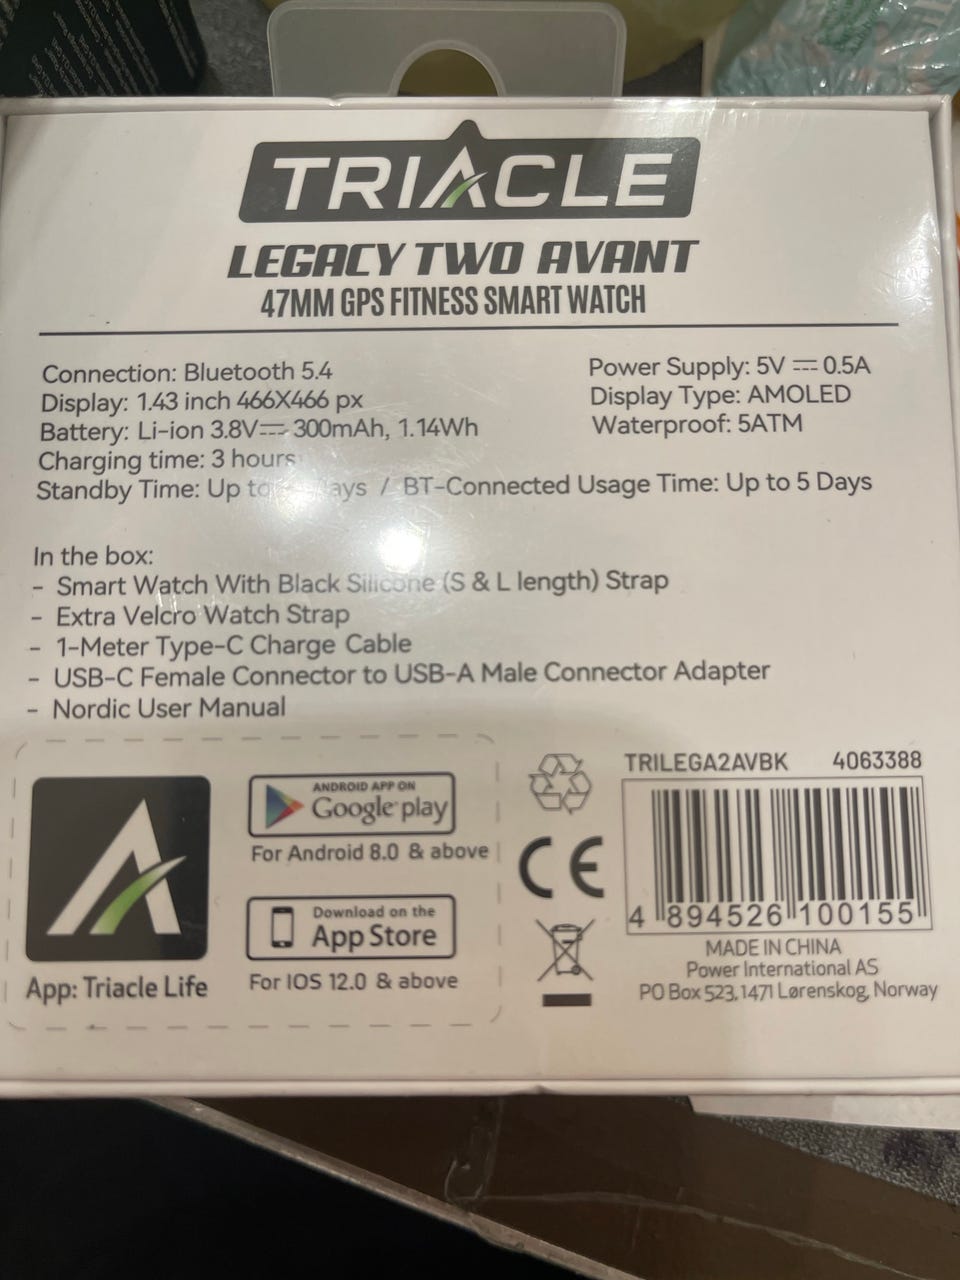 TRIACLE
LEGACY TWO AVANT
47MM GPS FITNESS SMART WATCH
Connection: Bluetooth 5.4
Display: 1.43 inch 466X466 px
Battery: Li-ion 3.8V⎓ 300mAh, 1.14Wh
Charging time: 3 hours
Standby Time: Up to / BT-Connected Usage Time: Up to 5 Days
Power Supply: 5V ⎓ 0.5A
Display Type: AMOLED
Waterproof: 5ATM
In the box:
- Smart Watch With Black Silicone (S & L length) Strap
- Extra Velcro Watch Strap
- 1-Meter Type-C Charge Cable
- USB-C Female Connector to USB-A Male Connector Adapter
- Nordic User Manual
App: Triacle Life
ANDROID APP ON
Google play
For Android 8.0 & above
Download on the
App Store
For IOS 12.0 & above
CE
TRILEGA2AVBK 4063388
4 894526 100155
MADE IN CHINA
Power International AS
PO Box 523, 1471 Lørenskog, Norway